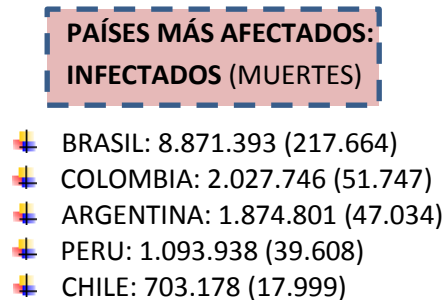 PAÍSES MÁS AFECTADOS:
INFECTADOS (MUERTES)
BRASIL: 8.871.393 (217.664)
COLOMBIA: 2.027.746 (51.747)
ARGENTINA: 1.874.801 (47.034)
PERU: 1.093.938 (39.608)
CHILE: 703.178 (17.999)